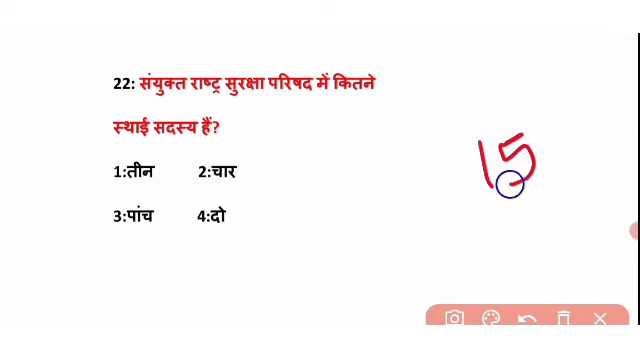 22: संयुक्त राष्ट्र सुरक्षा परिषद में कितने
स्थाई सदस्य हैं?
1:तीन 2:चार
3:पांच 4:दो
15